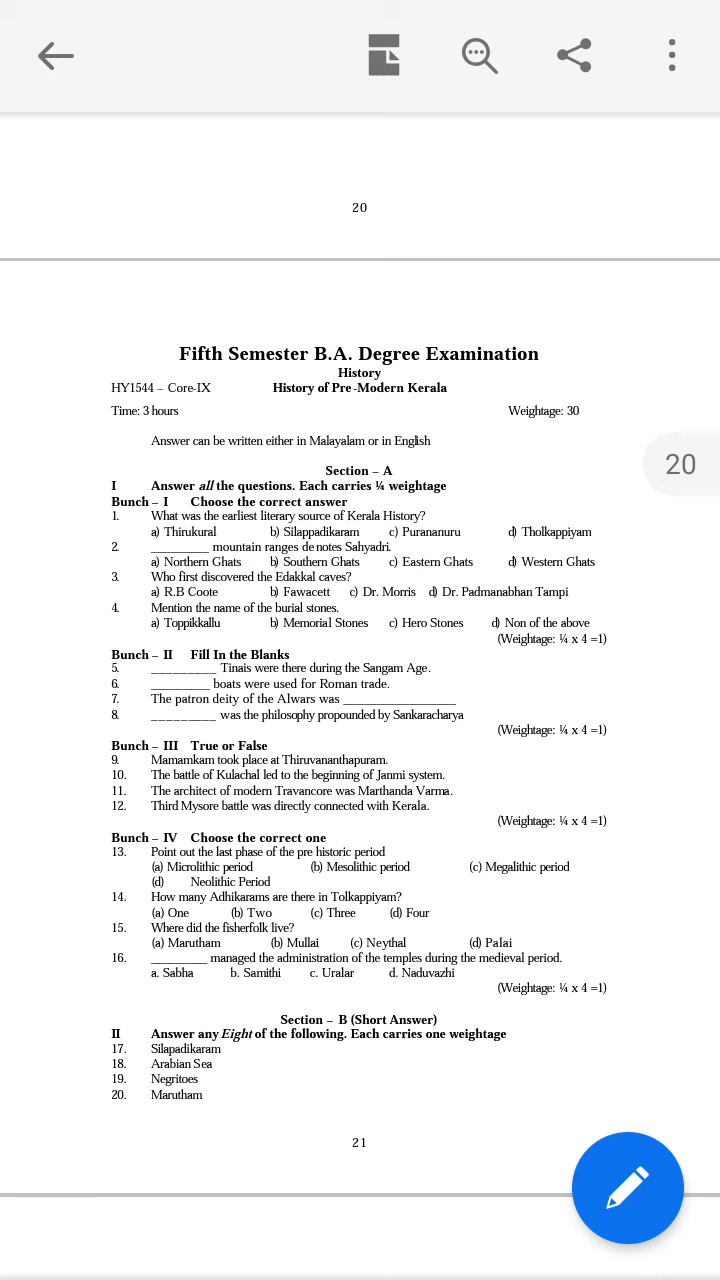 20
Fifth Semester B.A. Degree Examination
History
HY1544 – Core-IX History of Pre-Modern Kerala
Time: 3 hours Weightage: 30
Answer can be written either in Malayalam or in English
20
Section – A
I Answer all the questions. Each carries ¼ weightage
Bunch – I Choose the correct answer
1. What was the earliest literary source of Kerala History?
a) Thirukural b) Silappadikaram c) Purananuru d) Tholkappiyam
2. _________ mountain ranges denotes Sahyadri.
a) Northern Ghats b) Southern Ghats c) Eastern Ghats d) Western Ghats
3. Who first discovered the Edakkal caves?
a) R.B Coote b) Fawacett c) Dr. Morris d) Dr. Padmanabhan Tampi
4. Mention the name of the burial stones.
a) Toppikkallu b) Memorial Stones c) Hero Stones d) Non of the above
(Weightage: ¼ x 4 =1)
Bunch – II Fill In the Blanks
5. _________ Tinais were there during the Sangam Age.
6. _________ boats were used for Roman trade.
7. The patron deity of the Alwars was ________________
8. _________ was the philosophy propounded by Sankaracharya
(Weightage: ¼ x 4 =1)
Bunch – III True or False
9. Mamamkam took place at Thiruvananthapuram.
10. The battle of Kulachal led to the beginning of Janmi system.
11. The architect of modern Travancore was Marthanda Varma.
12. Third Mysore battle was directly connected with Kerala.
(Weightage: ¼ x 4 =1)
Bunch – IV Choose the correct one
13. Point out the last phase of the pre historic period
(a) Microlithic period (b) Mesolithic period (c) Megalithic period
(d) Neolithic Period
14. How many Adhikarams are there in Tolkappiyam?
(a) One (b) Two (c) Three (d) Four
15. Where did the fisherfolk live?
(a) Marutham (b) Mullai (c) Neythal (d) Palai
16. ________ managed the administration of the temples during the medieval period.
a. Sabha b. Samithi c. Uralar d. Naduvazhi
(Weightage: ¼ x 4 =1)
Section – B (Short Answer)
II Answer any Eight of the following. Each carries one weightage
17. Silapadikaram
18. Arabian Sea
19. Negritoes
20. Marutham
21